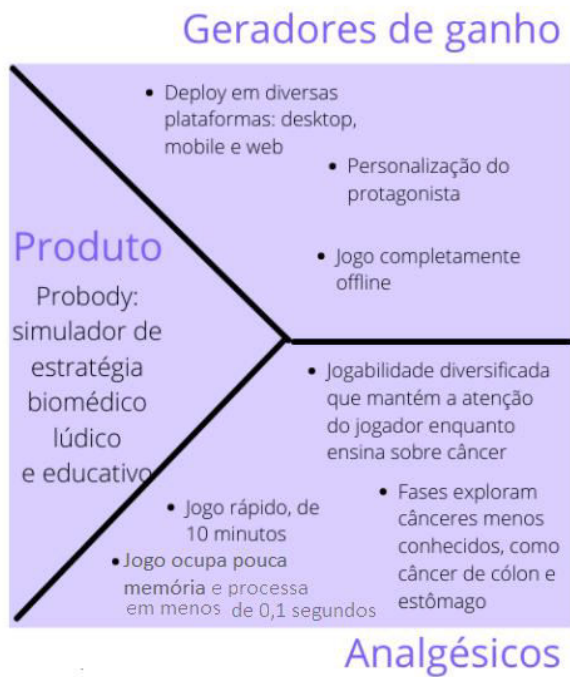 Geradores de ganho
• Deploy em diversas
plataformas: desktop,
mobile e web
• Personalização do
protagonista
• Jogo completamente
offline
Produto
Probody:
simulador de
estratégia
biomédico
lúdico
e educativo
• Jogabilidade diversificada
que mantém a atenção
do jogador enquanto
ensina sobre câncer
• Fases exploram
cânceres menos
conhecidos, como
câncer de cólon e
estômago
• Jogo rápido, de
10 minutos
• Jogo ocupa pouca
memória e processa
em menos de 0,1 segundos
Analgésicos